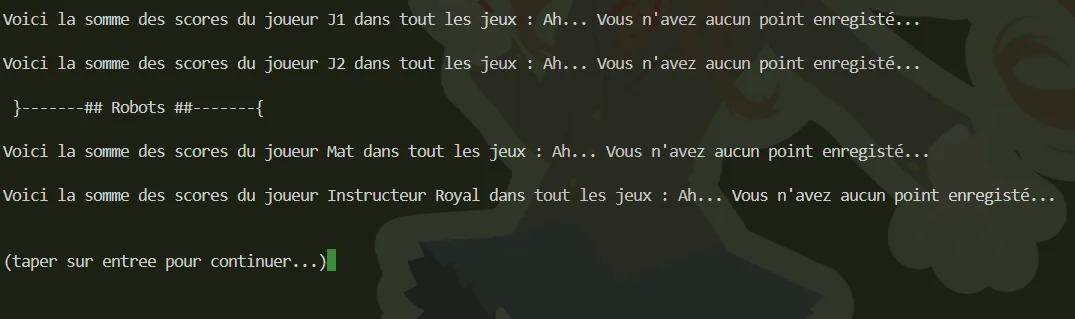 Voici la somme des scores du joueur J1 dans tout les jeux : Ah... Vous n'avez aucun point enregisté...
Voici la somme des scores du joueur J2 dans tout les jeux : Ah... Vous n'avez aucun point enregisté...
}-------## Robots ##-------{
Voici la somme des scores du joueur Mat dans tout les jeux : Ah... Vous n'avez aucun point enregisté...
Voici la somme des scores du joueur Instructeur Royal dans tout les jeux : Ah... Vous n'avez aucun point enregisté...
(taper sur entree pour continuer...)